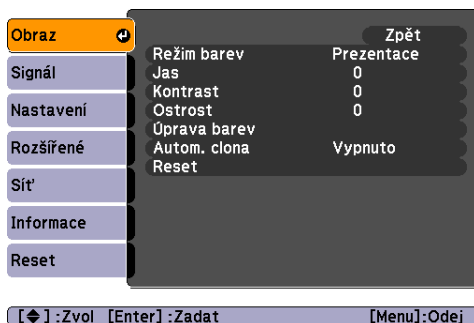 Obraz
Signál
Nastavení
Rozšířené
Síť
Informace
Reset
Zpět
Režim barev Prezentace
Jas 0
Kontrast 0
Ostrost 0
Úprava barev
Autom. clona Vypnuto
Reset
[◆] :Zvol [Enter] :Zadat [Menu]:Odej